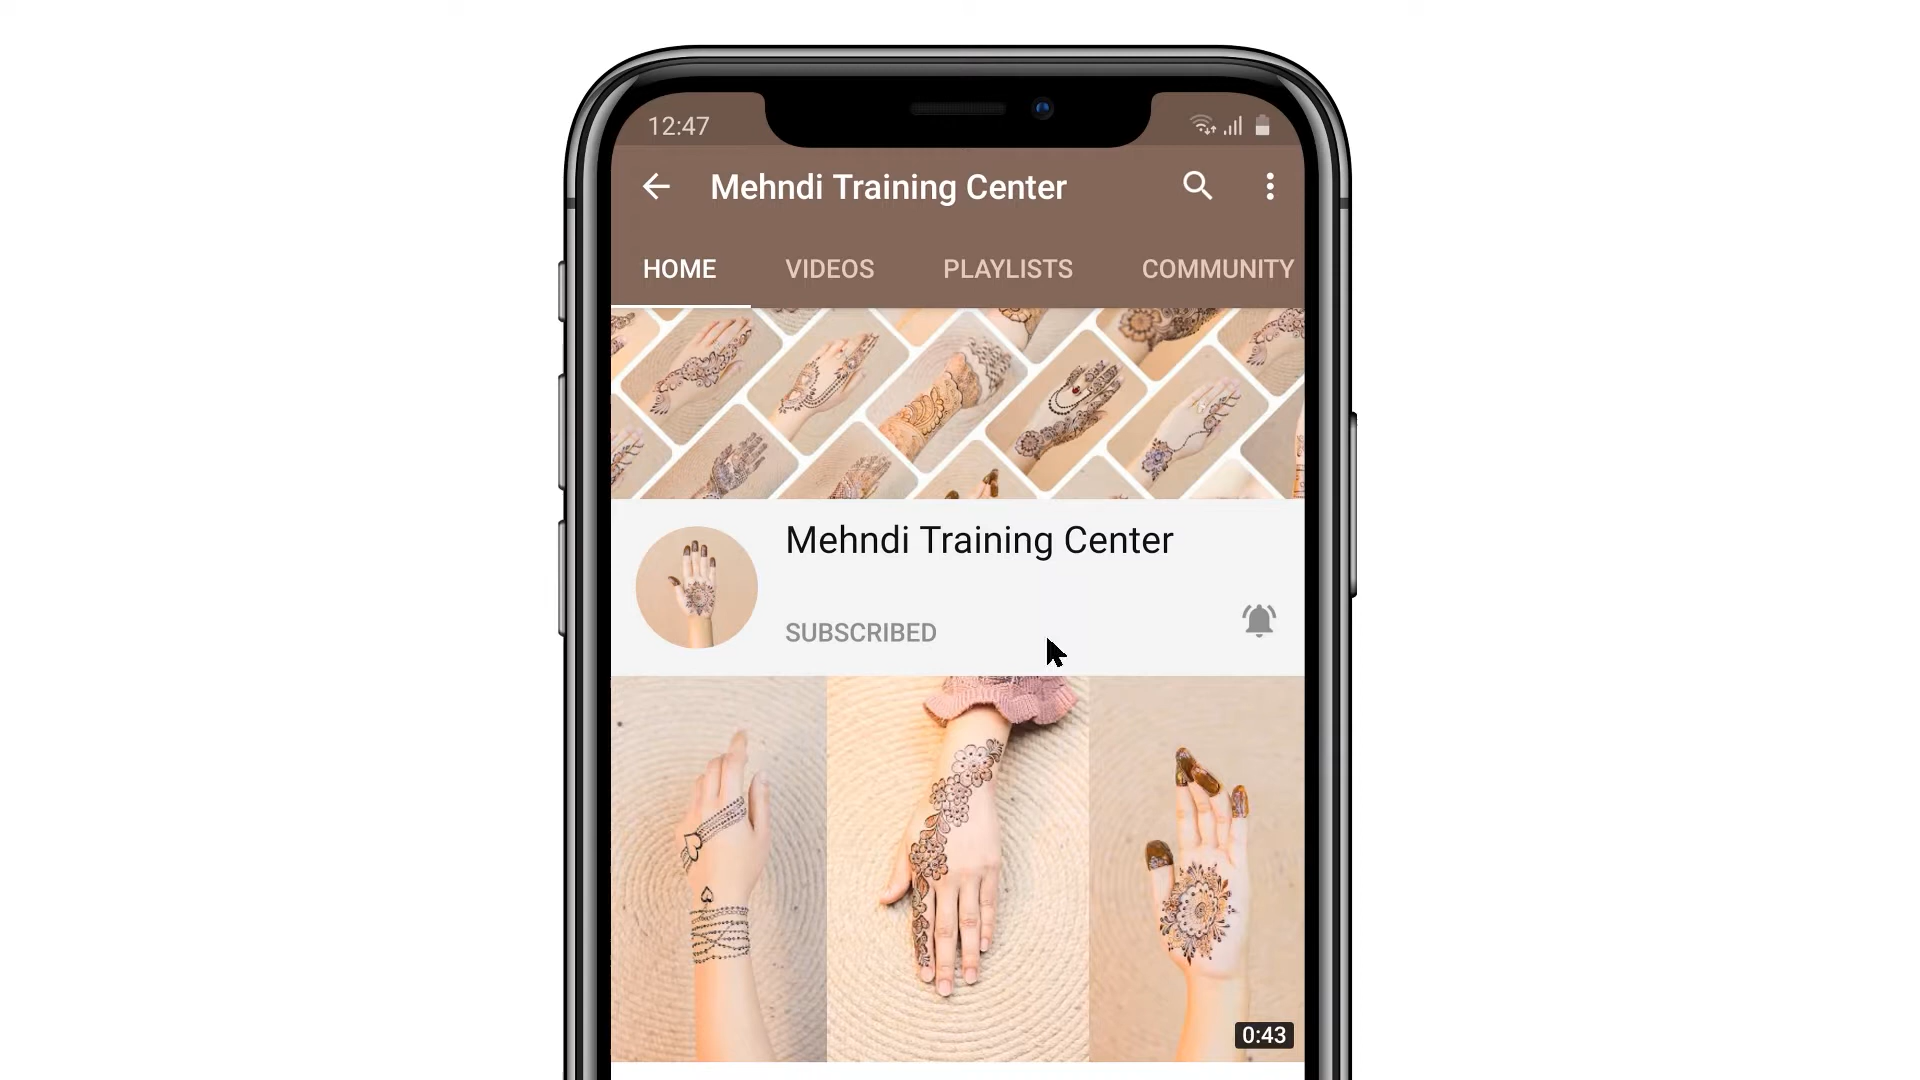 12:47
Mehndi Training Center
HOME VIDEOS PLAYLISTS COMMUNITY
Mehndi Training Center
SUBSCRIBED
0:43